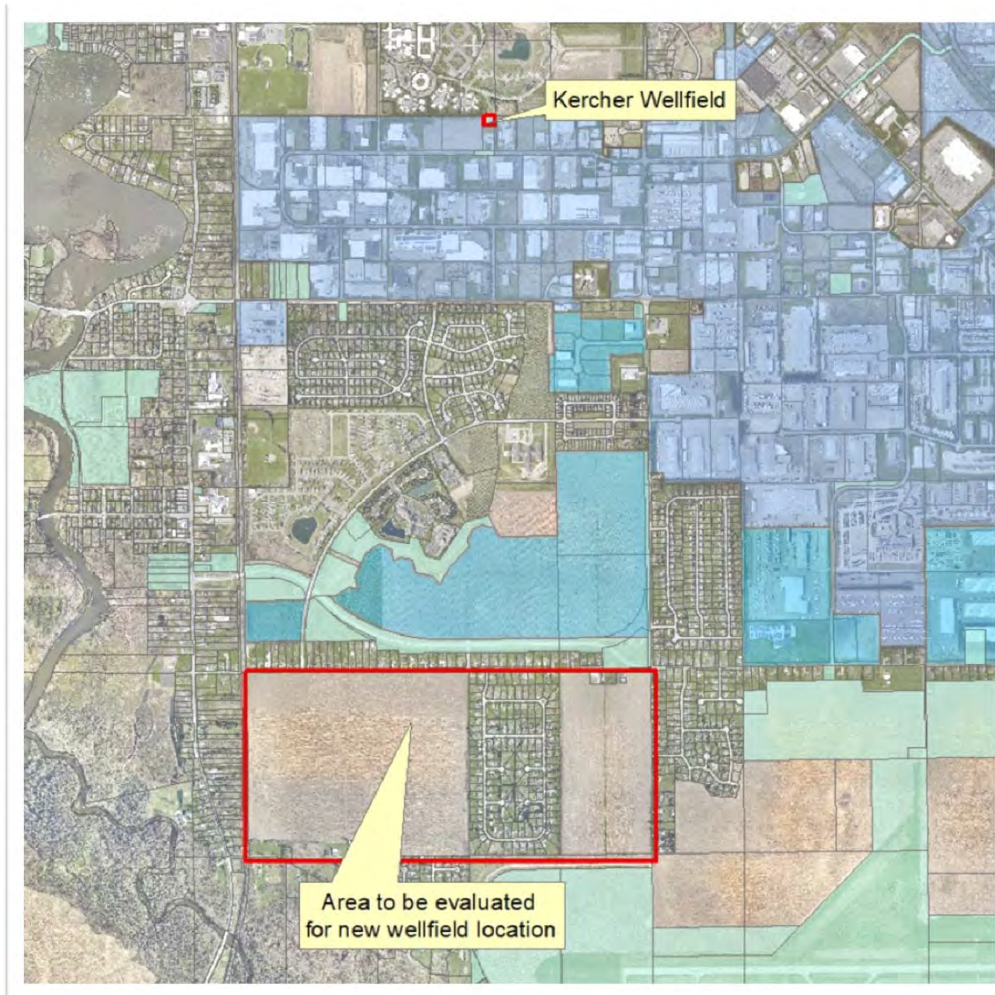 Kercher Wellfield
Area to be evaluated
for new wellfield location